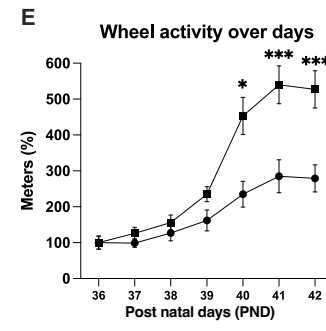 E
Wheel activity over days
*
***
***
Meters (%)
600
500
400
300
200
100
0
36 37 38 39 40 41 42
Post natal days (PND)